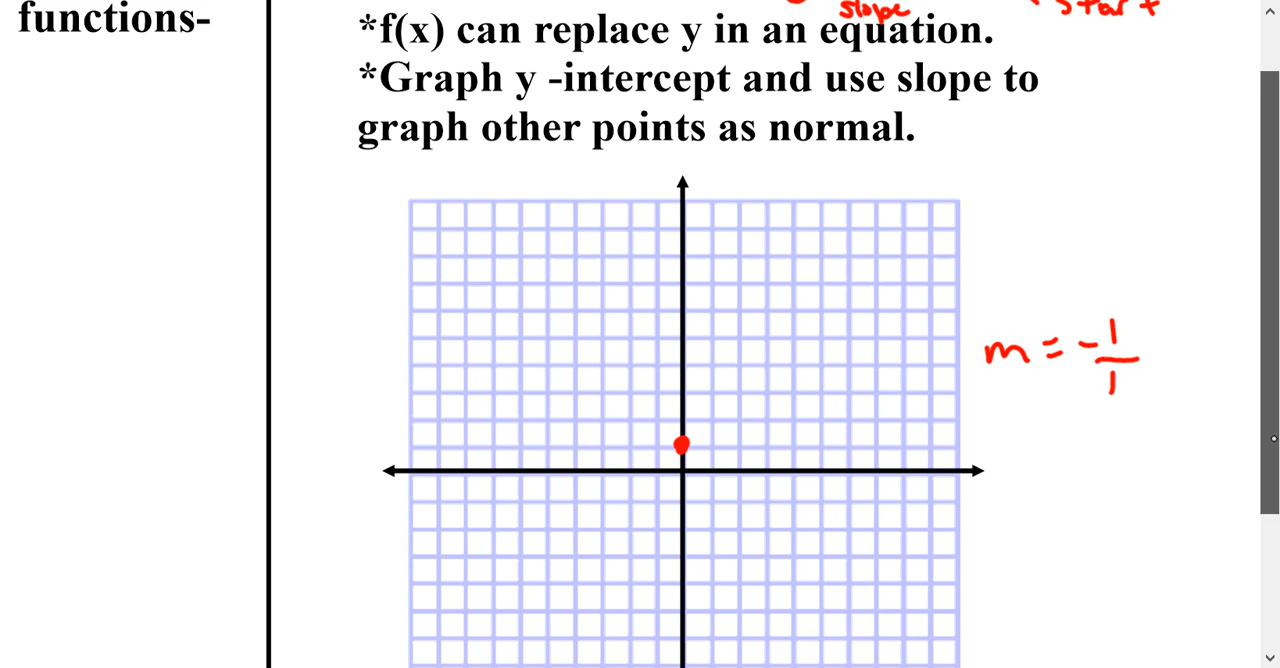 functions-
slope
start
*f(x) can replace y in an equation.
*Graph y -intercept and use slope to
graph other points as normal.
m = -1/1